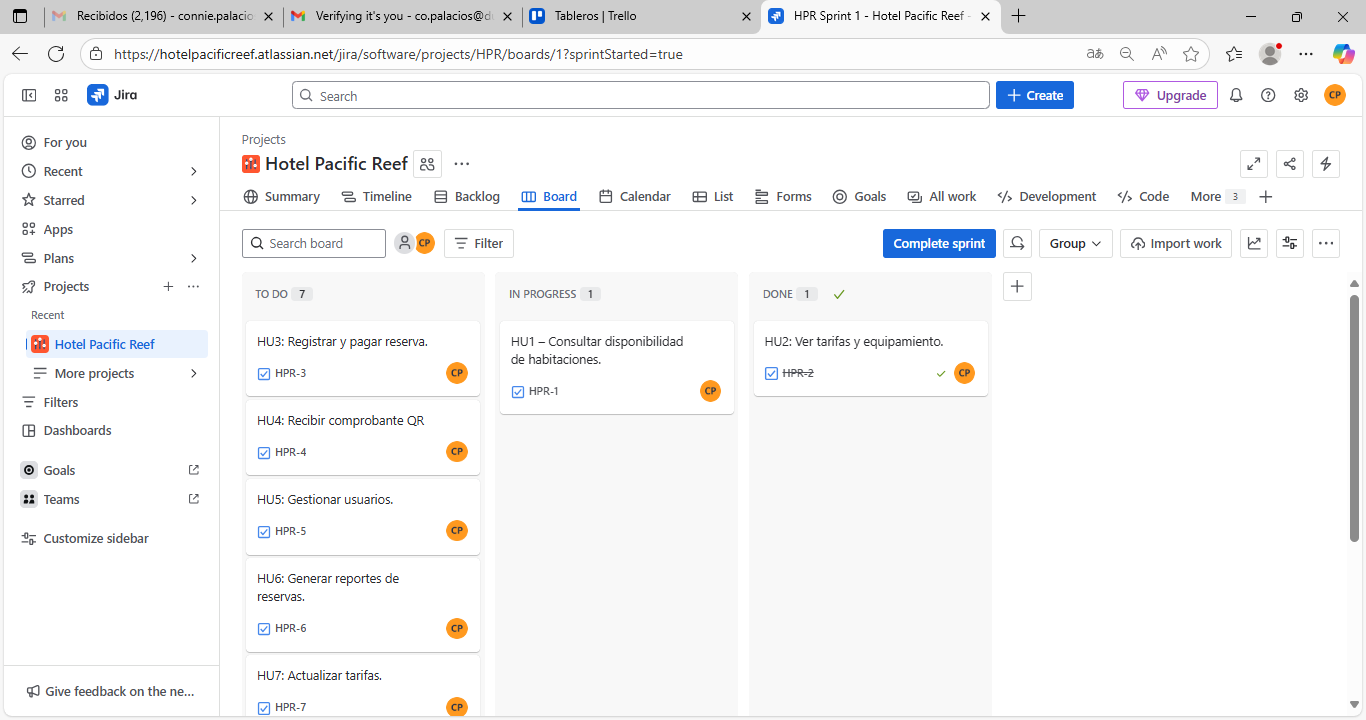 Recibidos (2,196) - connie.palacio
Verifying it's you - co.palacios@d
Tableros | Trello
HPR Sprint 1 - Hotel Pacific Reef -
https://hotelpacificreef.atlassian.net/jira/software/projects/HPR/boards/1?sprintStarted=true
Jira
Search
Create
Upgrade
CP
For you
Recent
Starred
Apps
Plans
Projects
Recent
Hotel Pacific Reef
More projects
Filters
Dashboards
Goals
Teams
Customize sidebar
Give feedback on the ne...
Projects
Hotel Pacific Reef
Summary
Timeline
Backlog
Board
Calendar
List
Forms
Goals
All work
Development
Code
More 3
Search board
CP
Filter
Complete sprint
Group
Import work
TO DO 7
HU3: Registrar y pagar reserva.
HPR-3
CP
HU4: Recibir comprobante QR
HPR-4
CP
HU5: Gestionar usuarios.
HPR-5
CP
HU6: Generar reportes de
reservas.
HPR-6
CP
HU7: Actualizar tarifas.
HPR-7
CP
IN PROGRESS 1
HU1 – Consultar disponibilidad
de habitaciones.
HPR-1
CP
DONE 1
HU2: Ver tarifas y equipamiento.
HPR-2
CP